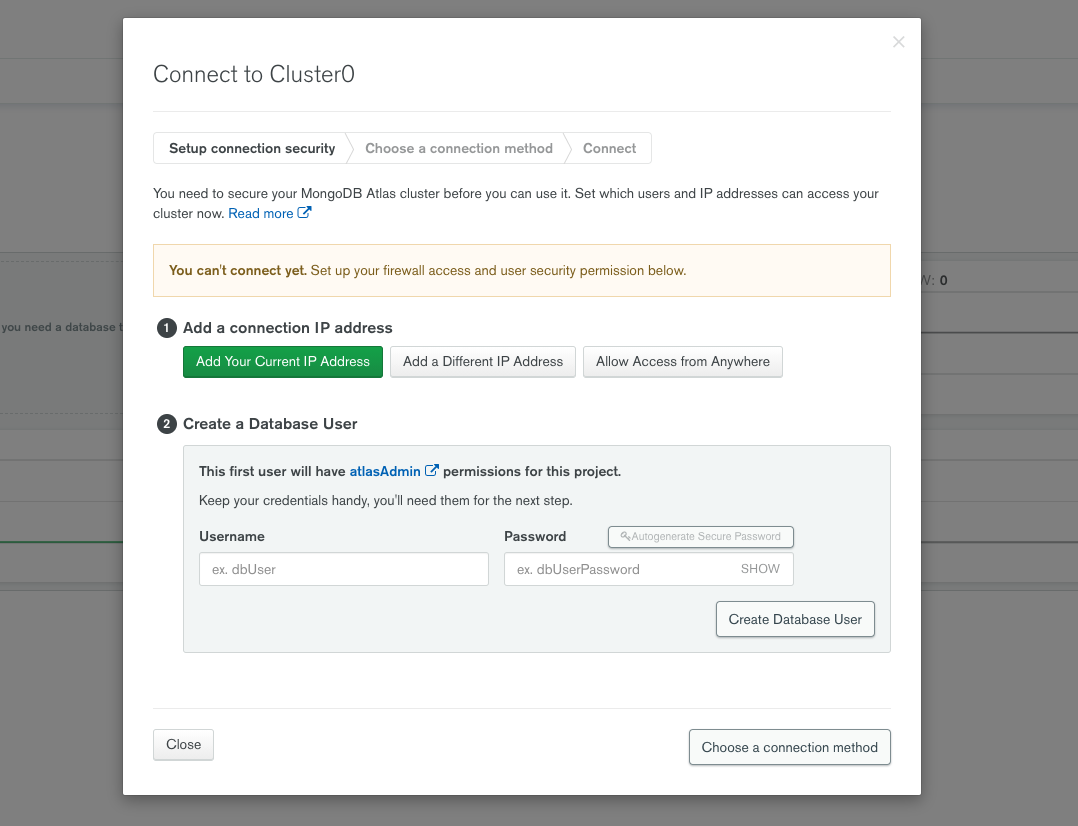 Connect to Cluster0
Setup connection security
Choose a connection method
Connect
You need to secure your MongoDB Atlas cluster before you can use it. Set which users and IP addresses can access your
cluster now. Read more
You can't connect yet. Set up your firewall access and user security permission below.
W: 0
you need a database t
1 Add a connection IP address
Add Your Current IP Address
Add a Different IP Address
Allow Access from Anywhere
2 Create a Database User
This first user will have atlasAdmin permissions for this project.
Keep your credentials handy, you'll need them for the next step.
Username
Password
Autogenerate Secure Password
ex. dbUser
ex. dbUserPassword
SHOW
Create Database User
Close
Choose a connection method